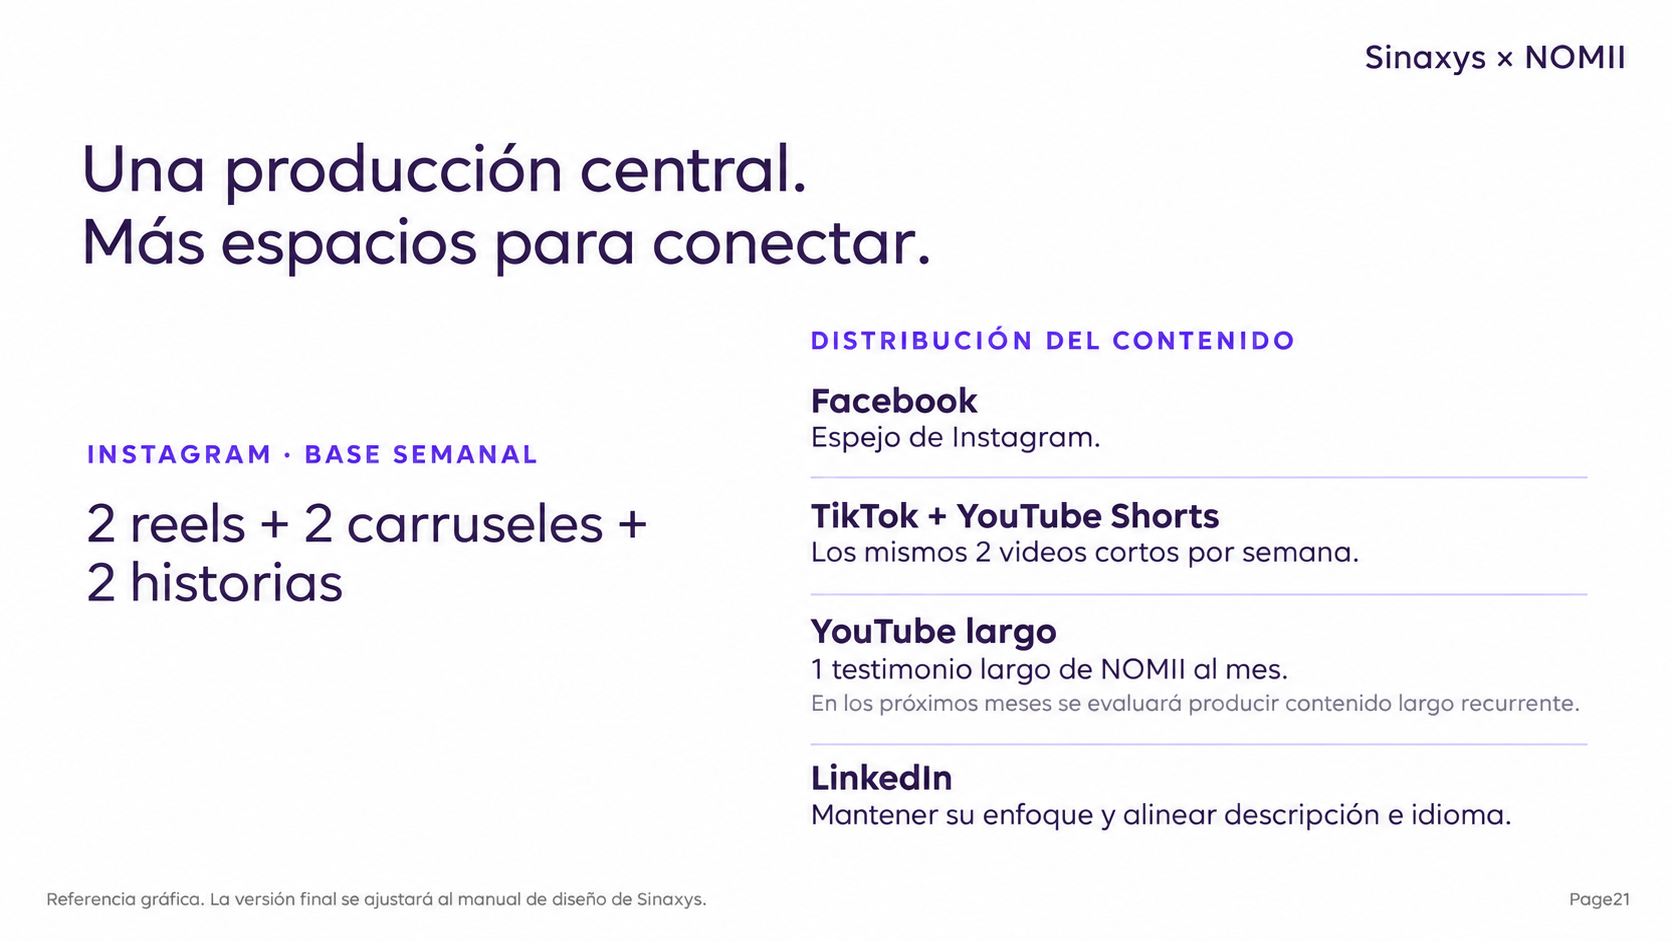 Sinaxys × NOMII
Una producción central.
Más espacios para conectar.
INSTAGRAM · BASE SEMANAL
2 reels + 2 carruseles +
2 historias
DISTRIBUCIÓN DEL CONTENIDO
Facebook
Espejo de Instagram.
TikTok + YouTube Shorts
Los mismos 2 videos cortos por semana.
YouTube largo
1 testimonio largo de NOMII al mes.
En los próximos meses se evaluará producir contenido largo recurrente.
LinkedIn
Mantener su enfoque y alinear descripción e idioma.
Referencia gráfica. La versión final se ajustará al manual de diseño de Sinaxys.
Page21